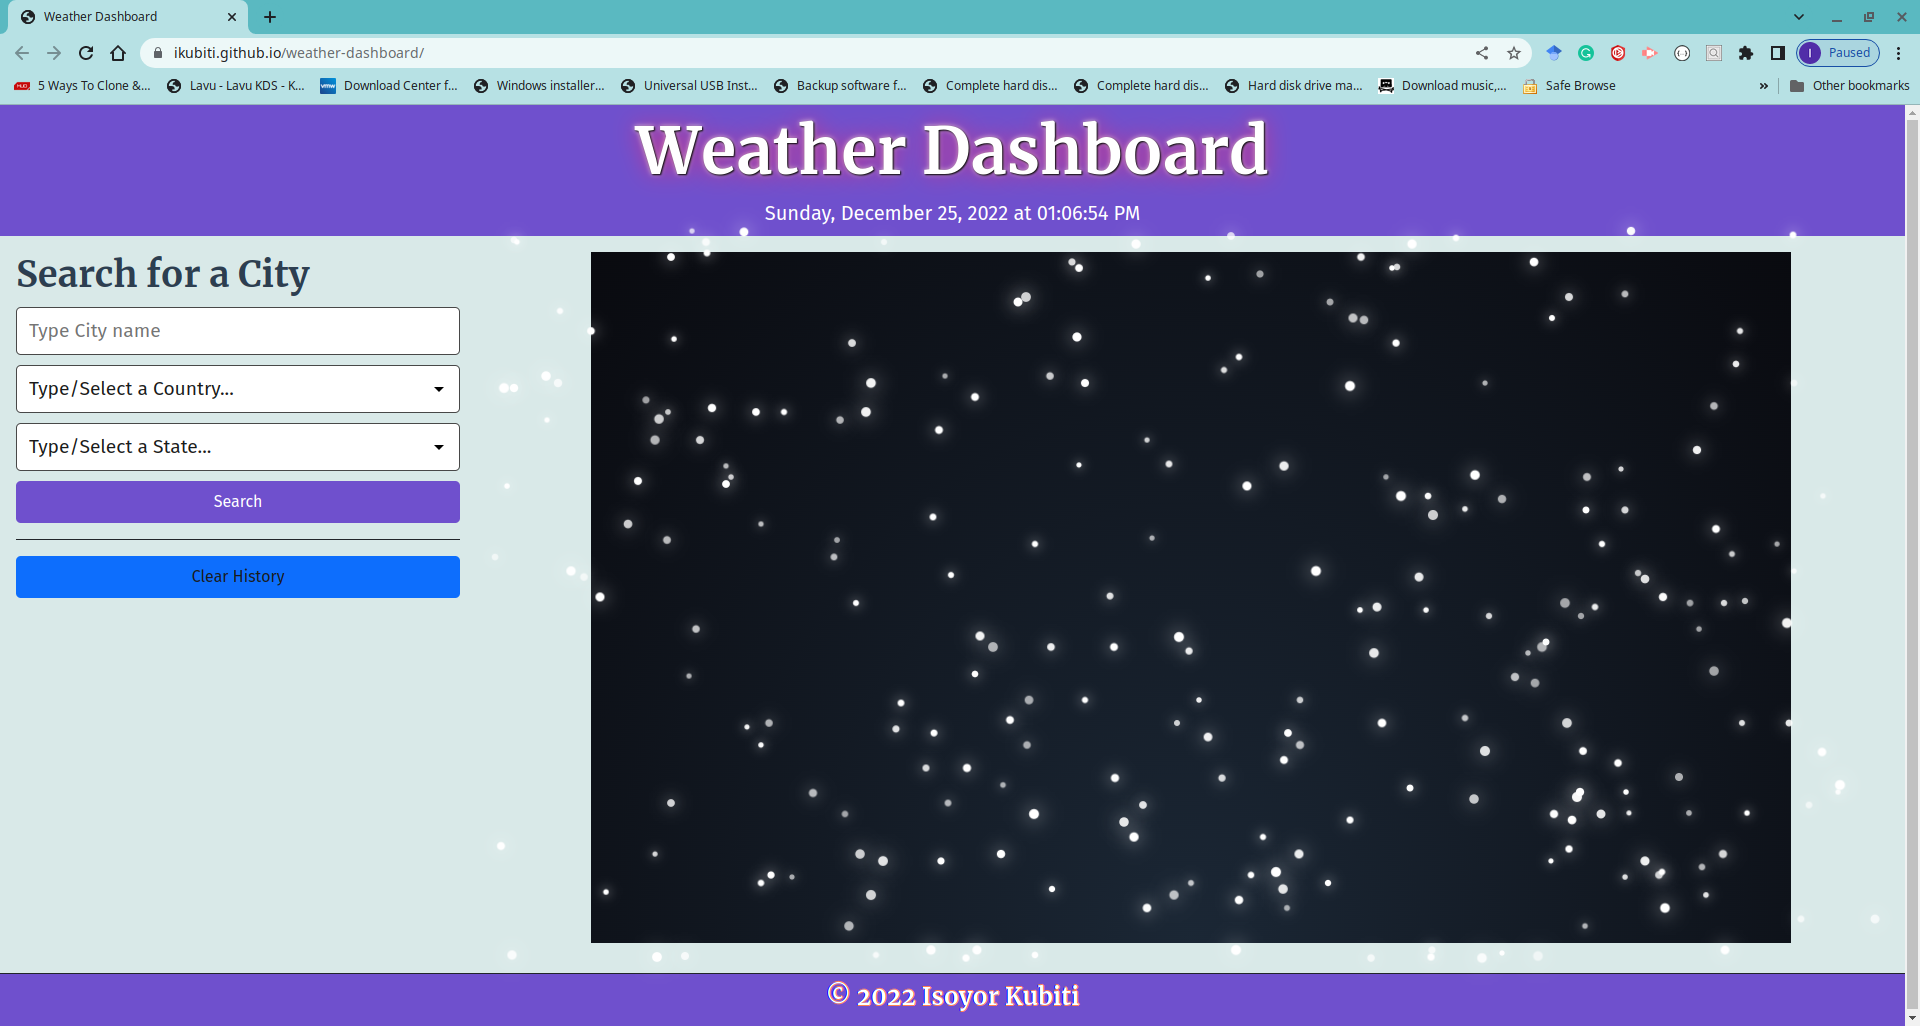 Weather Dashboard
ikubiti.github.io/weather-dashboard/
I Paused
5 Ways To Clone &... Lavu - Lavu KDS - K... vmw Download Center f... Windows installer... Universal USB Inst... Backup software f... Complete hard dis... Complete hard dis... Hard disk drive ma... Download music,... Safe Browse » Other bookmarks
Weather Dashboard
Sunday, December 25, 2022 at 01:06:54 PM
Search for a City
Type City name
Type/Select a Country...
Type/Select a State...
Search
Clear History
© 2022 Isoyor Kubiti